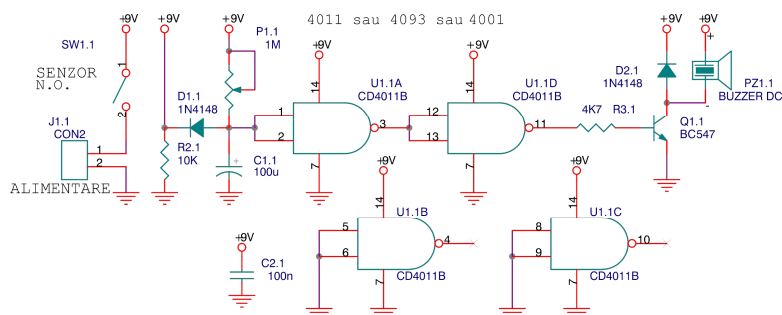 4011 sau 4093 sau 4001
+9V
+9V
+9V
+9V
+9V
SW1.1
P1.1
1M
+9V
+9V
+
SENZOR
N.O.
1
2
D1.1
1N4148
14
U1.1A
CD4011B
14
U1.1D
CD4011B
D2.1
1N4148
PZ1.1
BUZZER DC
-
J1.1
CON2
1
2
1
2
3
12
13
11
4K7
R3.1
Q1.1
BC547
R2.1
10K
+
C1.1
100u
7
7
ALIMENTARE
+9V
+9V
14
U1.1B
14
U1.1C
5
6
4
8
9
10
+9V
C2.1
100n
7
CD4011B
7
CD4011B